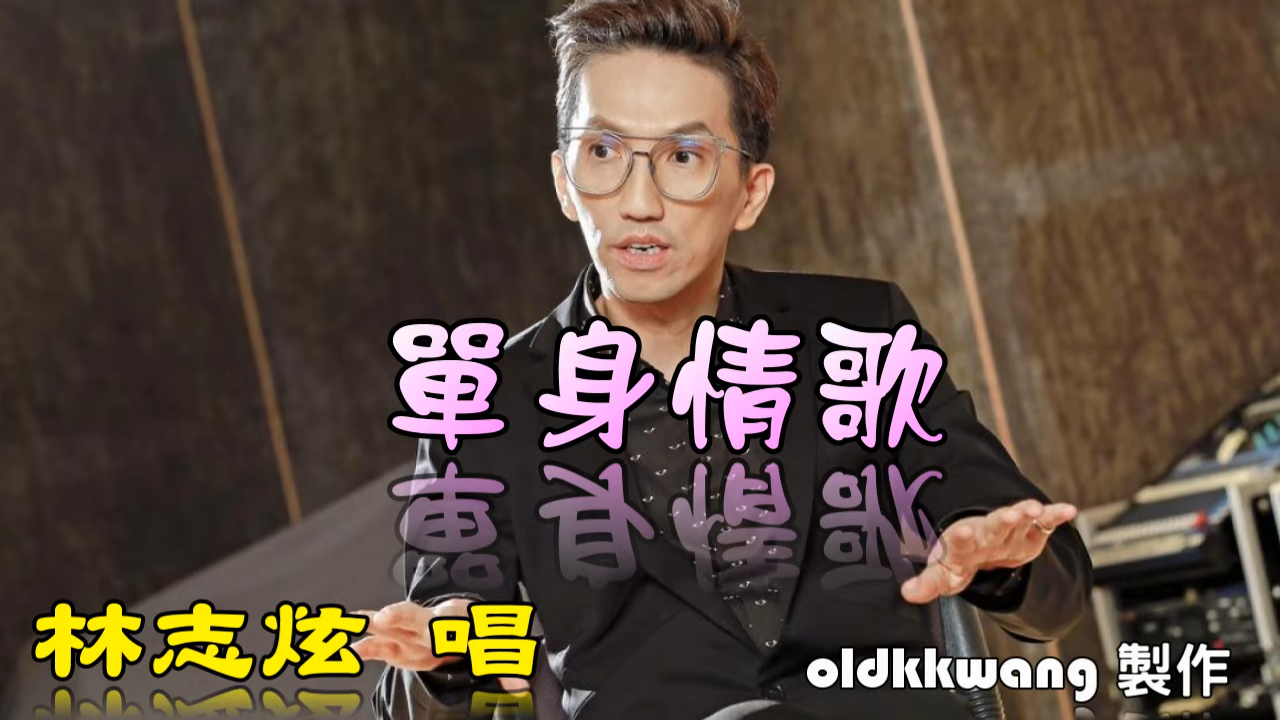 單身情歌
林志炫 唱
oldkkwang 製作